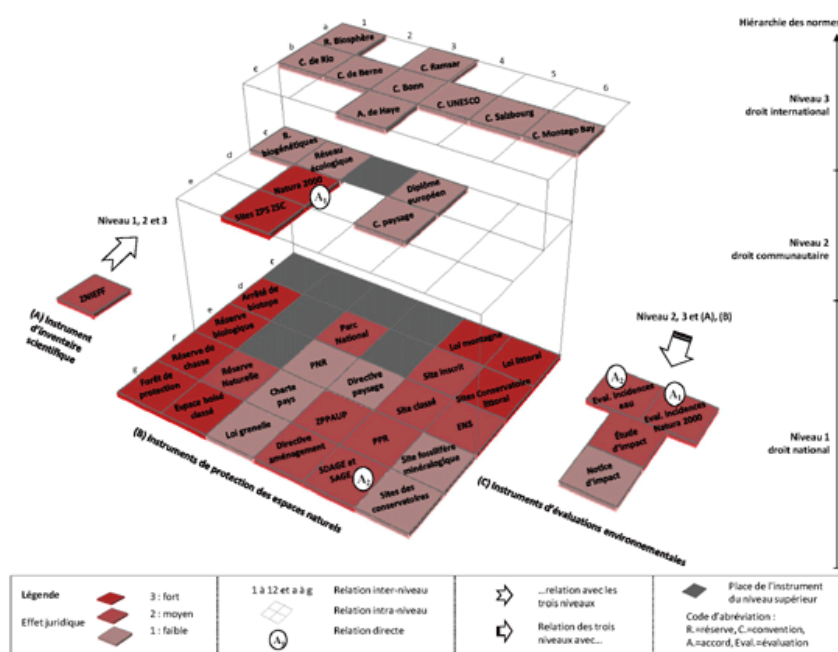 Hiérarchie des normes
a
b
c
1
2
3
4
5
6
R. Biosphère
C. de Rio
C. de Berne
C. Ramsar
C. Bonn
A. de Haye
C. UNESCO
C. Salzbourg
C. Montego Bay
Niveau 3
droit international
c
d
e
R.
biogénétiques
Réseau
écologique
Natura 2000
Sites ZPS ZSC
A₁
Diplôme
européen
C. paysage
Niveau 2
droit communautaire
Niveau 1, 2 et 3
ZNIEFF
(A) Instrument
d'inventaire
scientifique
c
d
e
f
g
Arrêté de
biotope
Réserve
biologique
Réserve de
chasse
Forêt de
protection
Parc
National
Réserve
Naturelle
Espace boisé
classé
PNR
Charte
pays
Loi grenelle
Directive
paysage
ZPPAUP
Directive
aménagement
Loi montagne
Loi littoral
Site Inscrit
Sites Conservatoire
littoral
Site classé
ENS
PPR
SDAGE et
SAGE
A₂
Site fossilifère
minéralogique
Sites des
conservatoires
(B) Instruments de protection des espaces naturels
Niveau 2, 3 et (A), (B)
A₂
A₁
Eval. Incidences
eau
Eval. Incidences
Natura 2000
Étude
d'impact
Notice
d'impact
(C) Instruments d'évaluations environnementales
Niveau 1
droit national
Légende
Effet juridique
3 : fort
2 : moyen
1 : faible
1 à 12 et a à g
Relation inter-niveau
Relation intra-niveau
Aₓ
Relation directe
…relation avec les
trois niveaux
Relation des trois
niveaux avec…
Place de l'instrument
du niveau supérieur
Code d'abréviation :
R.=réserve, C.=convention,
A.=accord, Eval.=évaluation